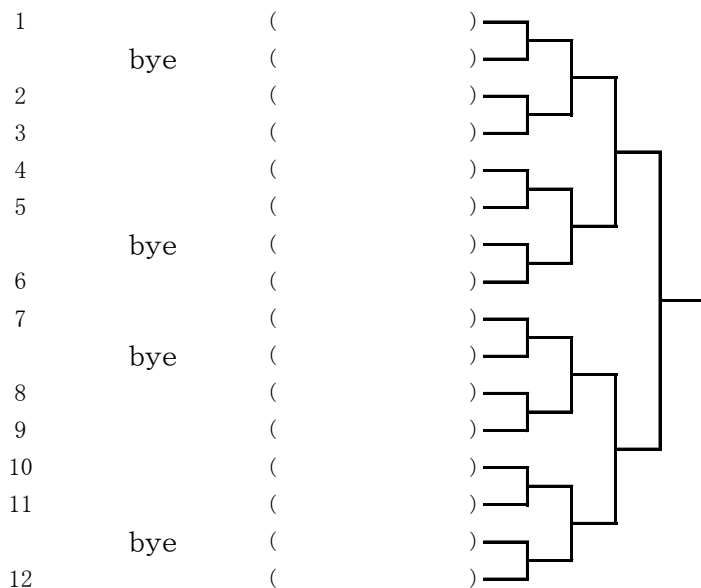 1 ( )
bye ( )
2 ( )
3 ( )
4 ( )
5 ( )
bye ( )
6 ( )
7 ( )
bye ( )
8 ( )
9 ( )
10 ( )
11 ( )
bye ( )
12 ( )